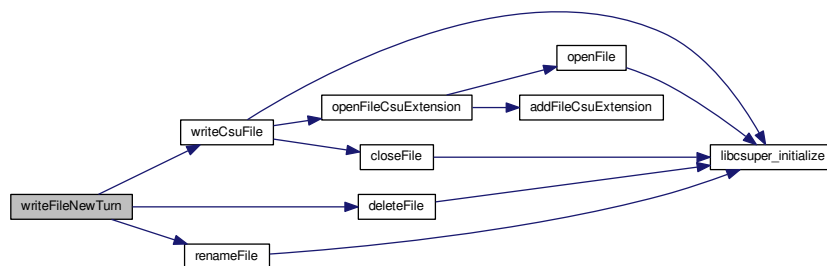 openFile
openFileCsuExtension
addFileCsuExtension
writeCsuFile
closeFile
libcsuper_initialize
writeFileNewTurn
deleteFile
renameFile